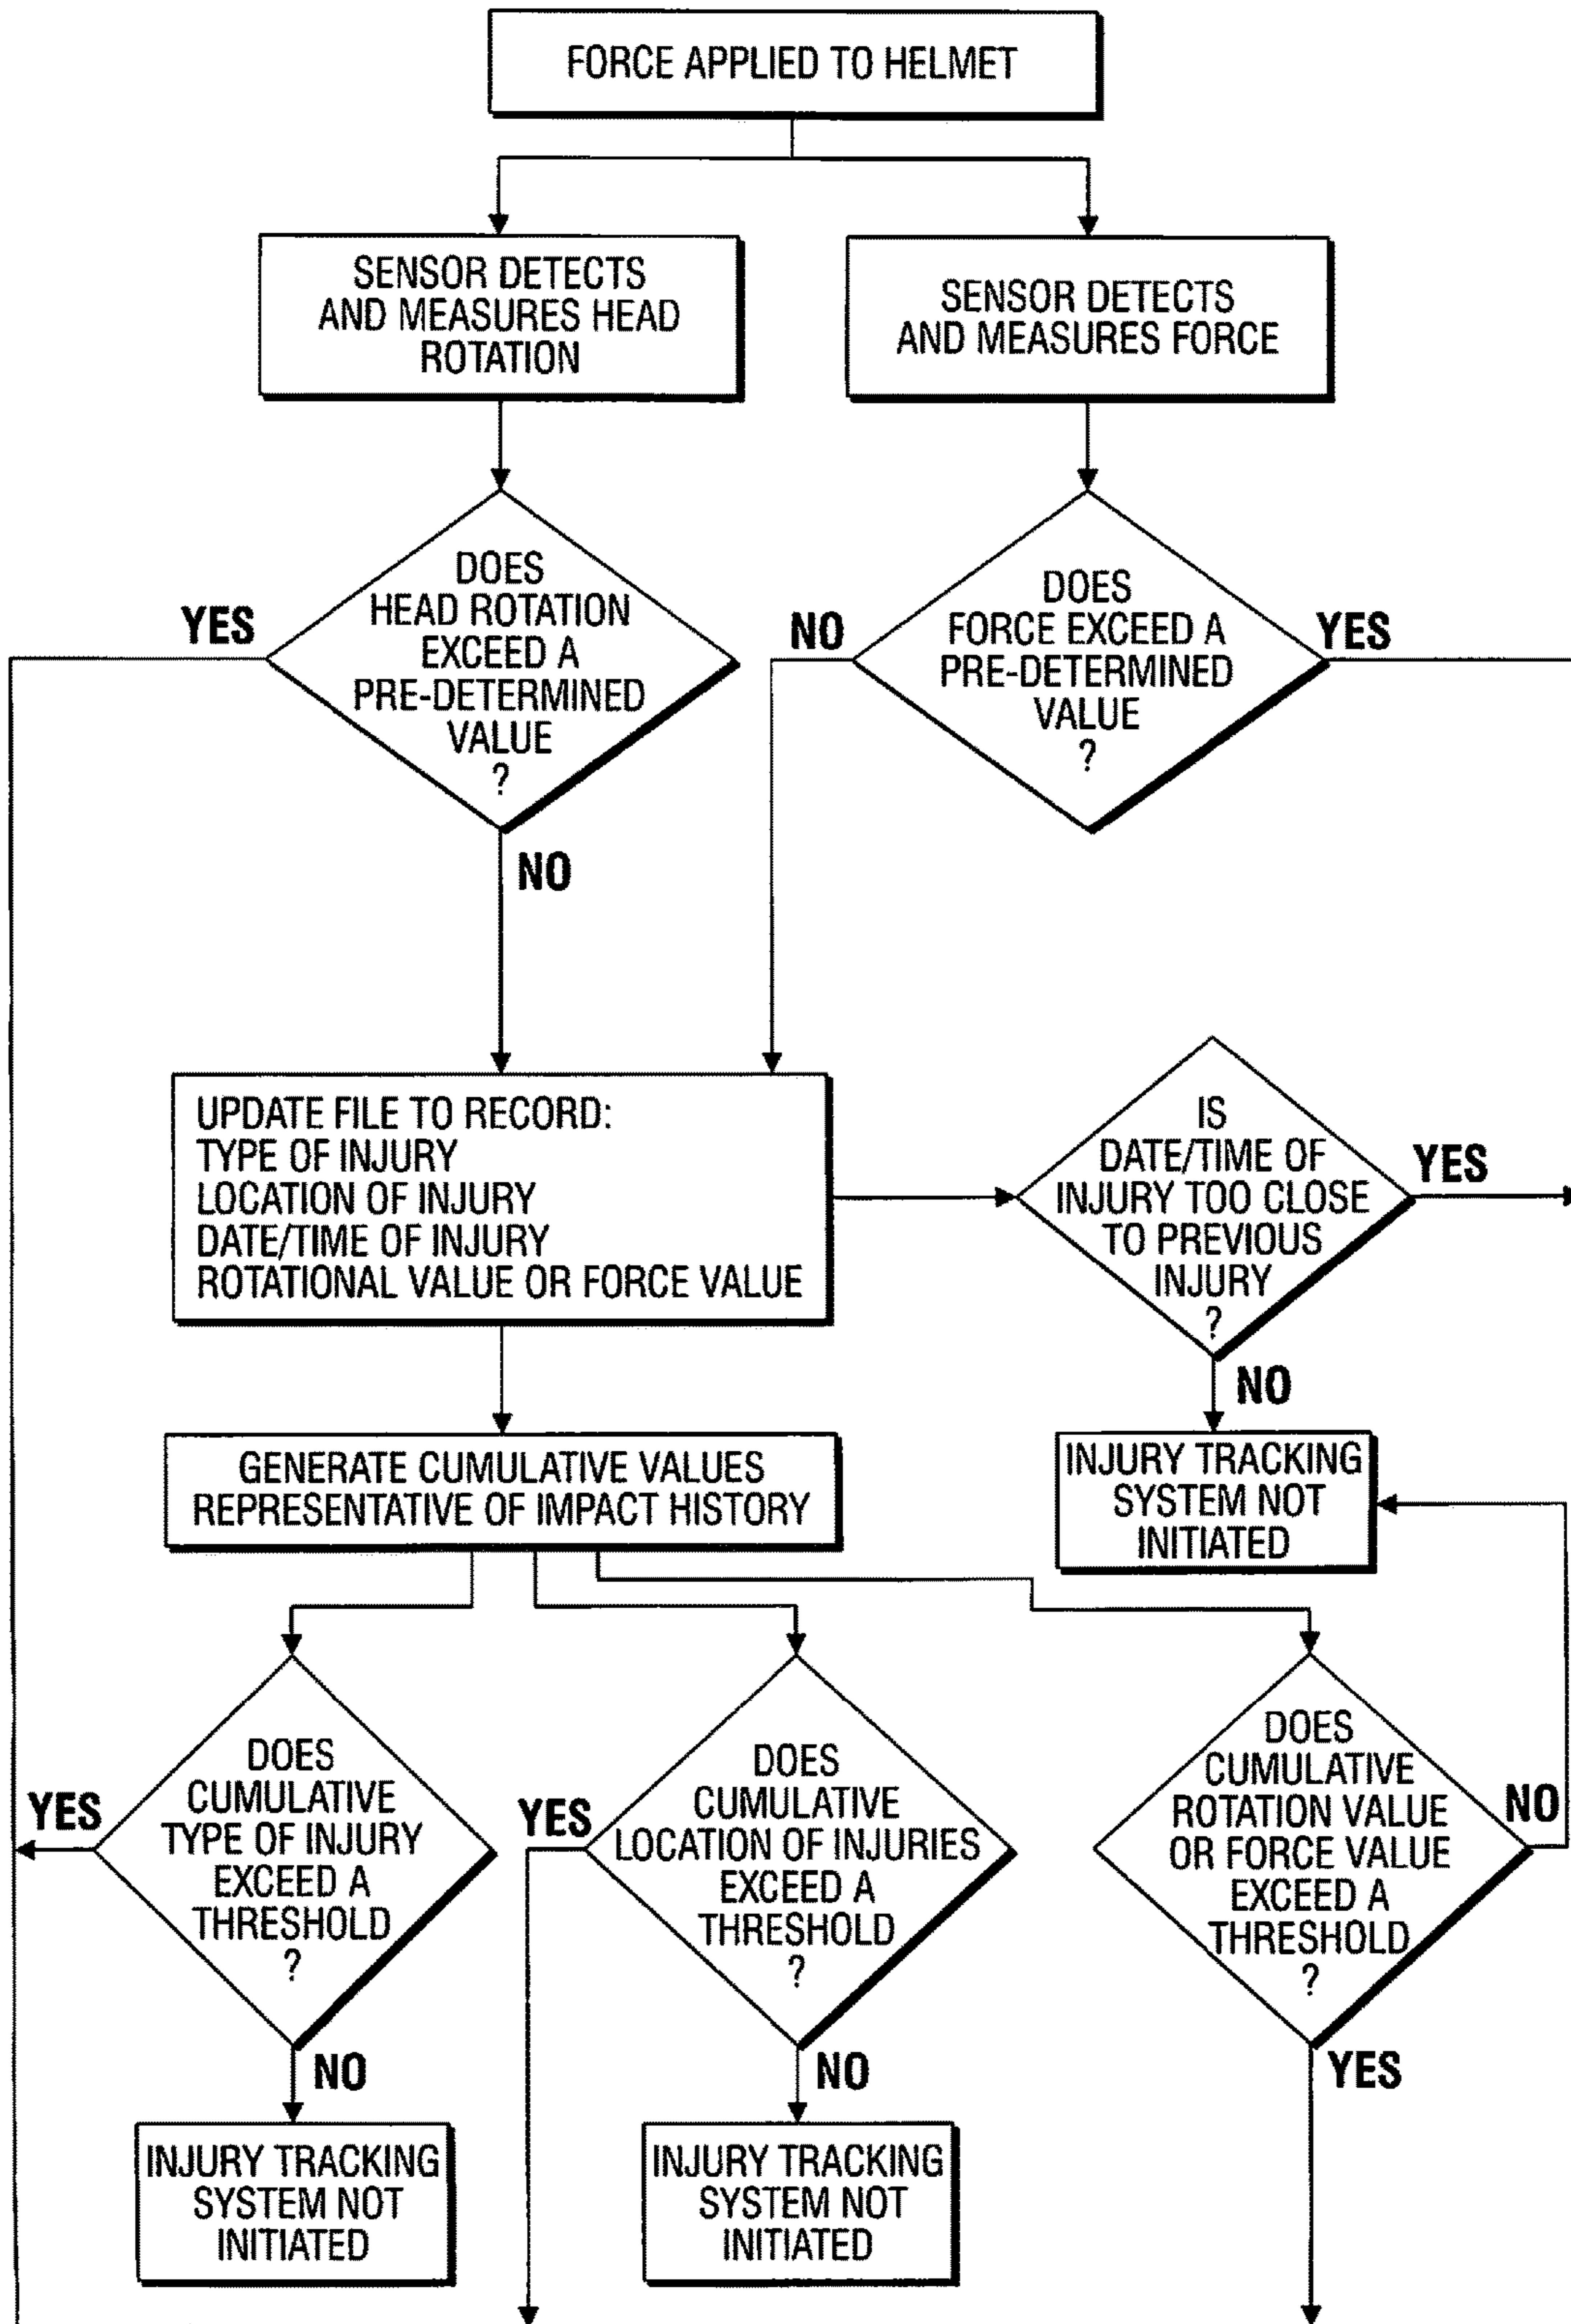 FORCE APPLIED TO HELMET
SENSOR DETECTS
AND MEASURES HEAD
ROTATION
SENSOR DETECTS
AND MEASURES FORCE
DOES
HEAD ROTATION
EXCEED A
PRE-DETERMINED
VALUE
?
YES
NO
DOES
FORCE EXCEED A
PRE-DETERMINED
VALUE
?
NO
YES
UPDATE FILE TO RECORD:
TYPE OF INJURY
LOCATION OF INJURY
DATE/TIME OF INJURY
ROTATIONAL VALUE OR FORCE VALUE
IS
DATE/TIME OF
INJURY TOO CLOSE
TO PREVIOUS
INJURY
?
YES
NO
GENERATE CUMULATIVE VALUES
REPRESENTATIVE OF IMPACT HISTORY
INJURY TRACKING
SYSTEM NOT
INITIATED
DOES
CUMULATIVE
TYPE OF INJURY
EXCEED A
THRESHOLD
?
YES
NO
DOES
CUMULATIVE
LOCATION OF INJURIES
EXCEED A
THRESHOLD
?
YES
NO
DOES
CUMULATIVE
ROTATION VALUE
OR FORCE VALUE
EXCEED A
THRESHOLD
?
NO
YES
INJURY TRACKING
SYSTEM NOT
INITIATED
INJURY TRACKING
SYSTEM NOT
INITIATED